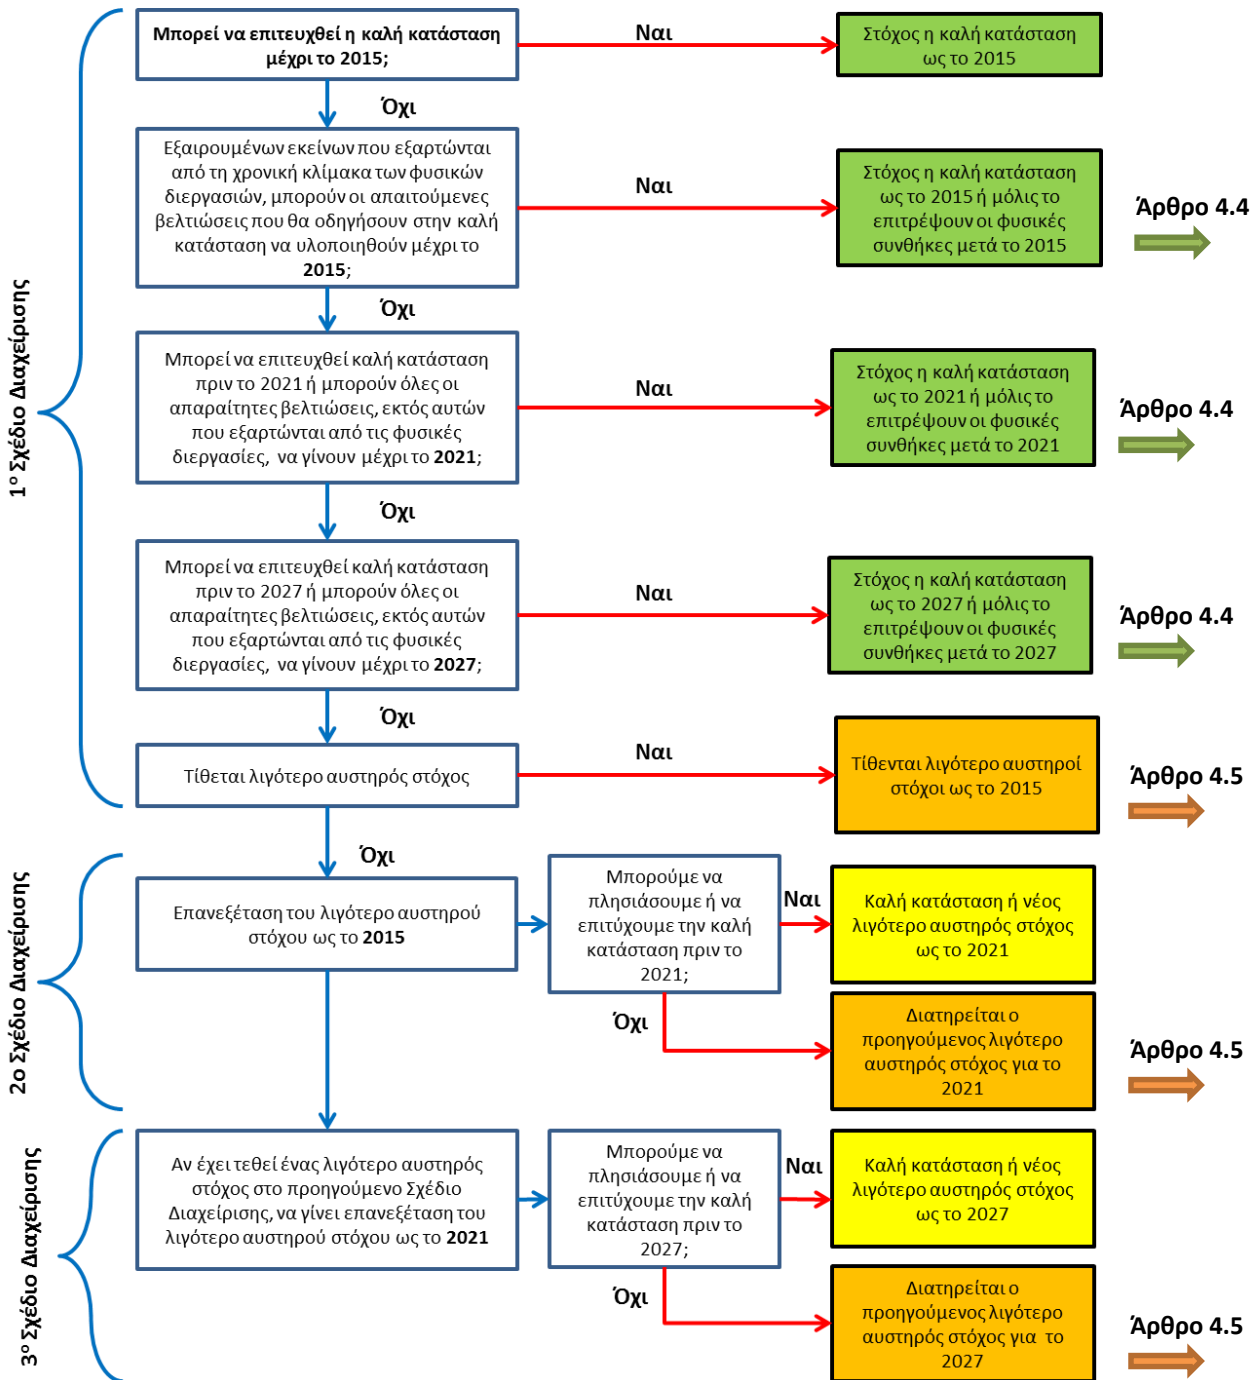 1º Σχέδιο Διαχείρισης
Μπορεί να επιτευχθεί η καλή κατάσταση
μέχρι το 2015;
Ναι
Στόχος η καλή κατάσταση
ως το 2015
Όχι
Εξαιρουμένων εκείνων που εξαρτώνται
από τη χρονική κλίμακα των φυσικών
διεργασιών, μπορούν οι απαιτούμενες
βελτιώσεις που θα οδηγήσουν στην καλή
κατάσταση να υλοποιηθούν μέχρι το
2015;
Ναι
Στόχος η καλή κατάσταση
ως το 2015 ή μόλις το
επιτρέψουν οι φυσικές
συνθήκες μετά το 2015
Άρθρο 4.4
Όχι
Μπορεί να επιτευχθεί καλή κατάσταση
πριν το 2021 ή μπορούν όλες οι
απαραίτητες βελτιώσεις, εκτός αυτών
που εξαρτώνται από τις φυσικές
διεργασίες, να γίνουν μέχρι το 2021;
Ναι
Στόχος η καλή κατάσταση
ως το 2021 ή μόλις το
επιτρέψουν οι φυσικές
συνθήκες μετά το 2021
Άρθρο 4.4
Όχι
Μπορεί να επιτευχθεί καλή κατάσταση
πριν το 2027 ή μπορούν όλες οι
απαραίτητες βελτιώσεις, εκτός αυτών
που εξαρτώνται από τις φυσικές
διεργασίες, να γίνουν μέχρι το 2027;
Ναι
Στόχος η καλή κατάσταση
ως το 2027 ή μόλις το
επιτρέψουν οι φυσικές
συνθήκες μετά το 2027
Άρθρο 4.4
Όχι
Τίθεται λιγότερο αυστηρός στόχος
Ναι
Τίθενται λιγότερο αυστηροί
στόχοι ως το 2015
Άρθρο 4.5
Όχι
2ο Σχέδιο Διαχείρισης
Επανεξέταση του λιγότερο αυστηρού
στόχου ως το 2015
Μπορούμε να
πλησιάσουμε ή να
επιτύχουμε την καλή
κατάσταση πριν το
2021;
Ναι
Καλή κατάσταση ή νέος
λιγότερο αυστηρός στόχος
ως το 2021
Όχι
Διατηρείται ο
προηγούμενος λιγότερο
αυστηρός στόχος για το
2021
Άρθρο 4.5
3º Σχέδιο Διαχείρισης
Αν έχει τεθεί ένας λιγότερο αυστηρός
στόχος στο προηγούμενο Σχέδιο
Διαχείρισης, να γίνει επανεξέταση του
λιγότερο αυστηρού στόχου ως το 2021
Μπορούμε να
πλησιάσουμε ή να
επιτύχουμε την καλή
κατάσταση πριν το
2027;
Ναι
Καλή κατάσταση ή νέος
λιγότερο αυστηρός στόχος
ως το 2027
Όχι
Διατηρείται ο
προηγούμενος λιγότερο
αυστηρός στόχος για το
2027
Άρθρο 4.5